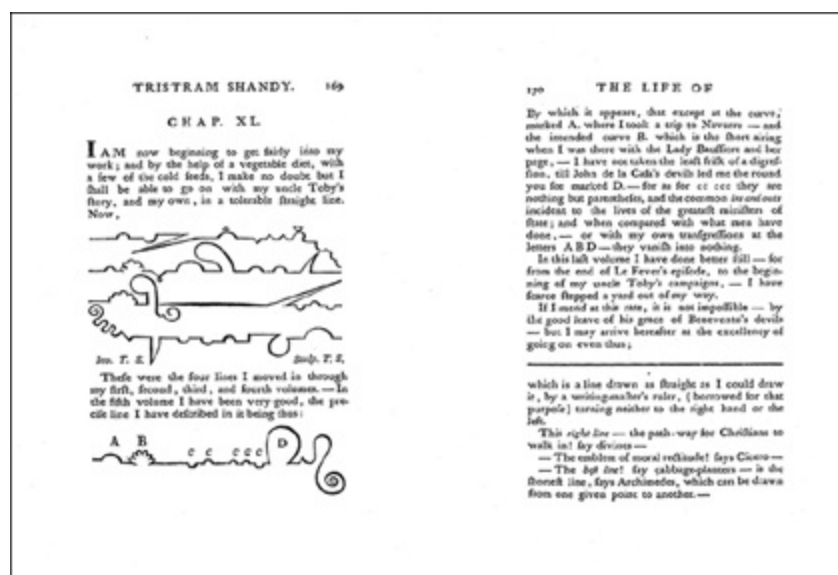 TRISTRAM SHANDY. 169
CHAP. XL.
I AM now beginning to get fairly into my
work; and by the help of a vegetable diet, with
a few of the cold ſeeds, I make no doubt but I
ſhall be able to go on with my uncle Toby's
ſtory, and my own, in a tolerable ſtraight line.
Now,
Inv. T. S. Sculp. T. S,
Theſe were the four lines I moved in through
my firſt, ſecond, third, and fourth volumes. — In
the fifth volume I have been very good, the pre-
ciſe line I have deſcribed in it being this:
A B c c c c c D
170 THE LIFE OF
By which it appears, that except at the curve,
marked A. where I took a trip to Navarre — and
the intended curve B. which is the ſhort airing
when I was there with the Lady Bauſſiere and her
page, — I have not taken the leaſt friſk of a digreſ-
ſion, till John de la Caſſe's devils led me the round
you ſee marked D. — for as for cc ccc they are
nothing but parentheſes, and the common ins and outs
incident to the lives of the greateſt miniſters of
ſtate; and when compared with what men have
done, — or with my own tranſgreſſions at the
letters A B D — they vaniſh into nothing.
In this laſt volume I have done better ſtill — for
from the end of Le Fever's epiſode, to the begin-
ning of my uncle Toby's campaigns, — I have
ſcarce ſtepped a yard out of my way.
If I mend at this rate, it is not impoſſible — by
the good leave of his grace of Benevento's devils
— but I may arrive hereafter at the excellency of
going on even thus;
which is a line drawn as ſtraight as I could draw
it, by a writing-maſter's ruler, (borrowed for that
purpoſe) turning neither to the right hand or the
left.
This right line — the path-way for Chriſtians to
walk in! ſay divines —
— The emblem of moral rectitude! ſays Cicero —
— The beſt line! ſay cabbage-planters — is the
ſhorteſt line, ſays Archimedes, which can be drawn
from one given point to another. —